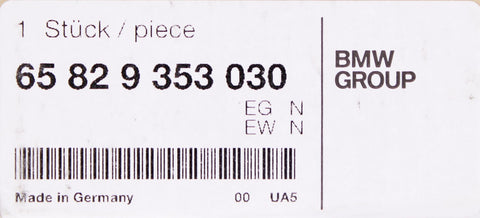 1 Stück / piece
65 82 9 353 030
EG N
EW N
Made in Germany 00 UA5
BMW
GROUP